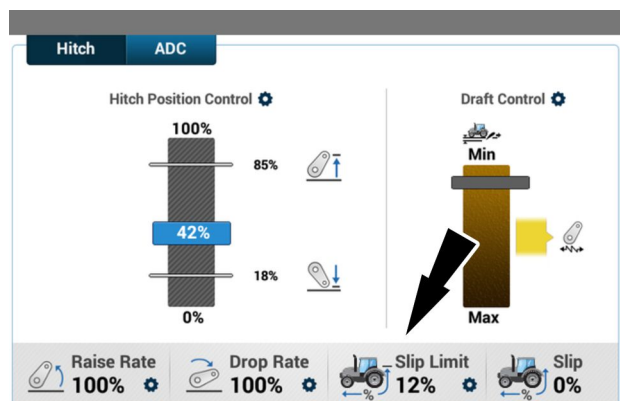 Hitch ADC
Hitch Position Control
Draft Control
100%
85%
42%
18%
0%
Min
Max
Raise Rate
100%
Drop Rate
100%
Slip Limit
12%
%
Slip
0%
%